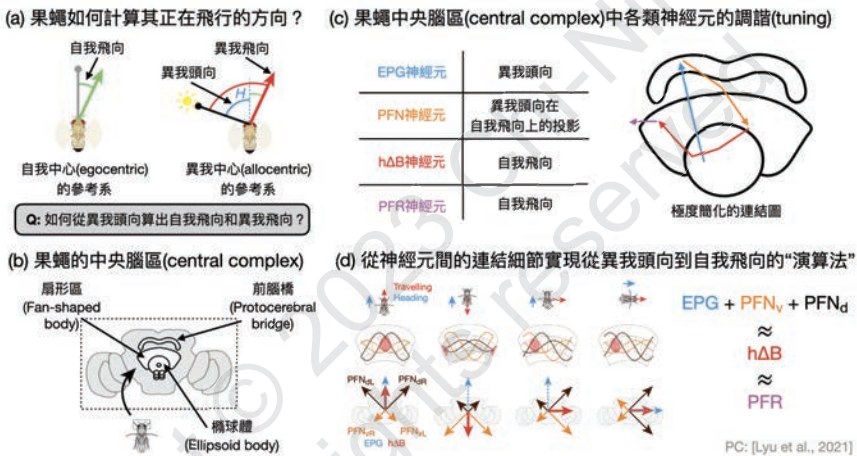 (a) 果蠅如何計算其正在飛行的方向？
自我飛向
異我飛向
異我頭向
H
自我中心(egocentric)
的參考系
異我中心(allocentric)
的參考系
Q: 如何從異我頭向算出自我飛向和異我飛向？
(b) 果蠅的中央腦區(central complex)
扇形區
(Fan-shaped
body)
前腦橋
(Protocerebral
bridge)
橢球體
(Ellipsoid body)
(c) 果蠅中央腦區(central complex)中各類神經元的調諧(tuning)
EPG神經元
異我頭向
PFN神經元
異我頭向在
自我飛向上的投影
hΔB神經元
自我飛向
PFR神經元
自我飛向
極度簡化的連結圖
(d) 從神經元間的連結細節實現從異我頭向到自我飛向的“演算法”
Travelling
Heading
PFNdL
PFNdR
PFNvR
PFNvL
EPG hΔB
EPG + PFNv + PFNd
≈
hΔB
≈
PFR
PC: [Lyu et al., 2021]
© 2023
rights reserved